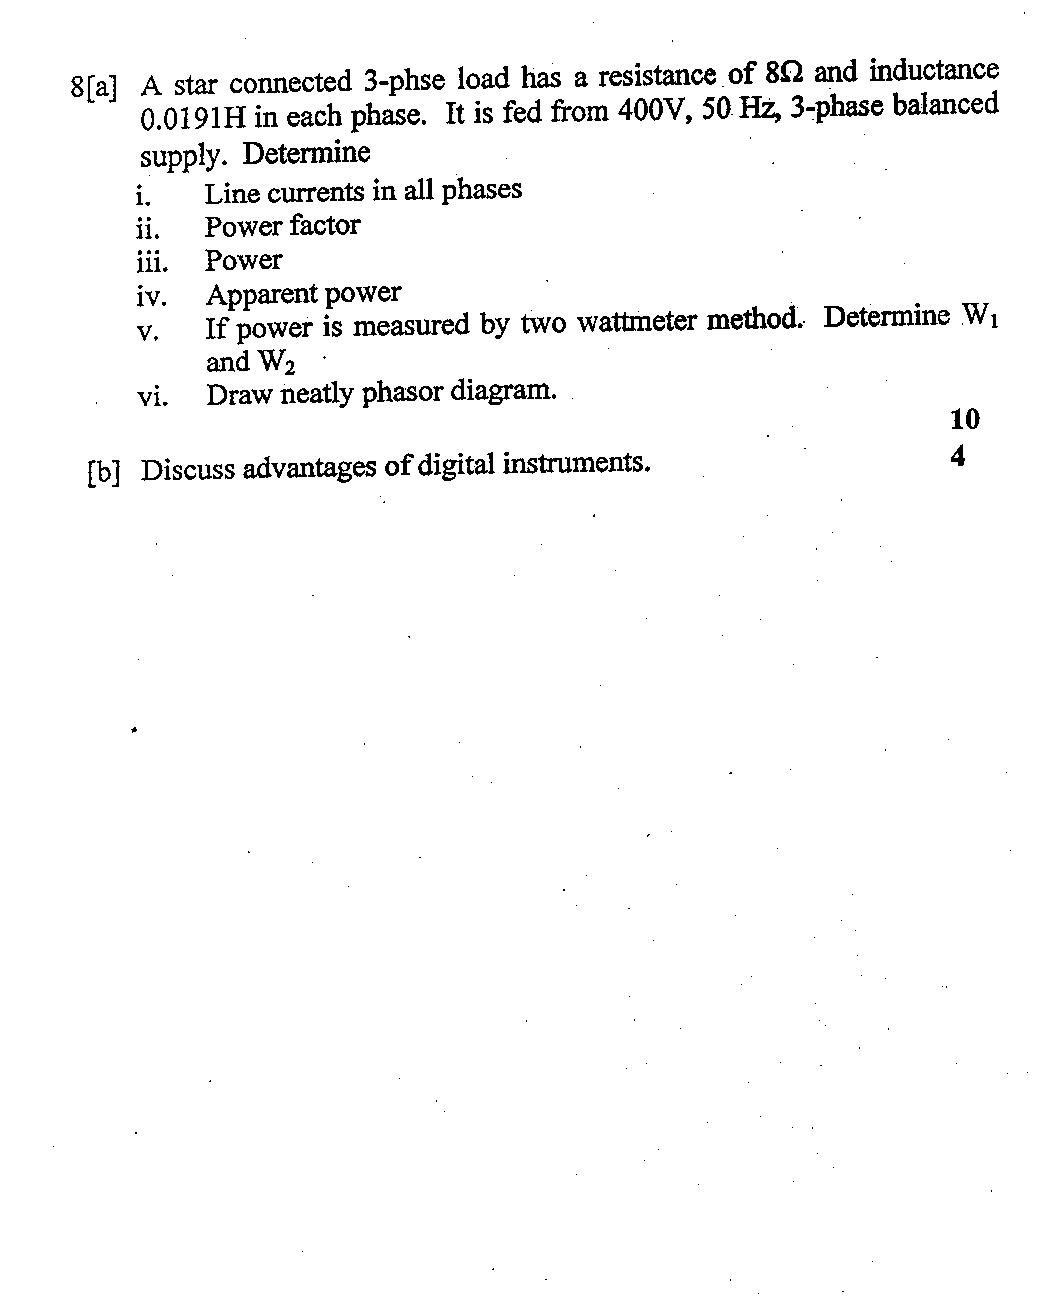 8[a] A star connected 3-phse load has a resistance of 8Ω and inductance
0.0191H in each phase. It is fed from 400V, 50 Hz, 3-phase balanced
supply. Determine
i. Line currents in all phases
ii. Power factor
iii. Power
iv. Apparent power
v. If power is measured by two wattmeter method. Determine W1
and W2
vi. Draw neatly phasor diagram.
10
[b] Discuss advantages of digital instruments. 4